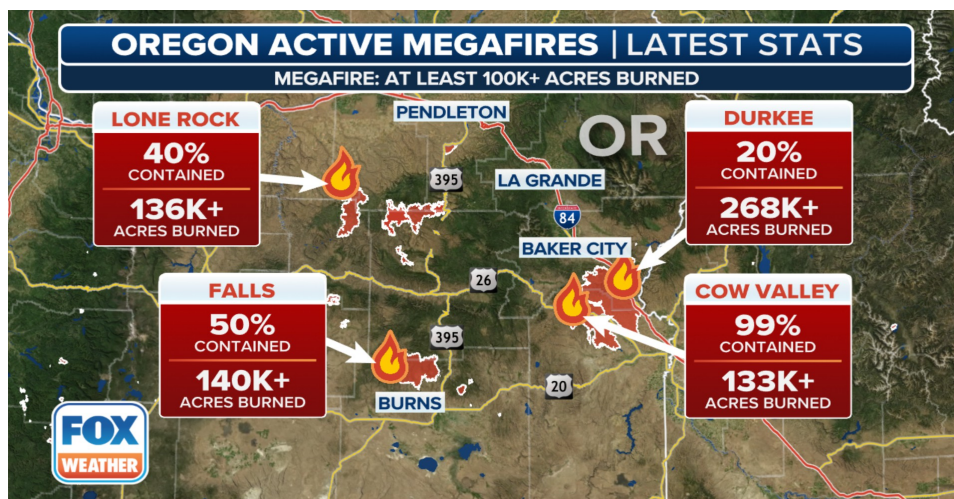 OREGON ACTIVE MEGAFIRES | LATEST STATS
MEGAFIRE: AT LEAST 100K+ ACRES BURNED
LONE ROCK
40%
CONTAINED
136K+
ACRES BURNED
PENDLETON
OR
395
LA GRANDE
84
BAKER CITY
DURKEE
20%
CONTAINED
268K+
ACRES BURNED
26
FALLS
50%
CONTAINED
140K+
ACRES BURNED
395
BURNS
20
COW VALLEY
99%
CONTAINED
133K+
ACRES BURNED
FOX
WEATHER